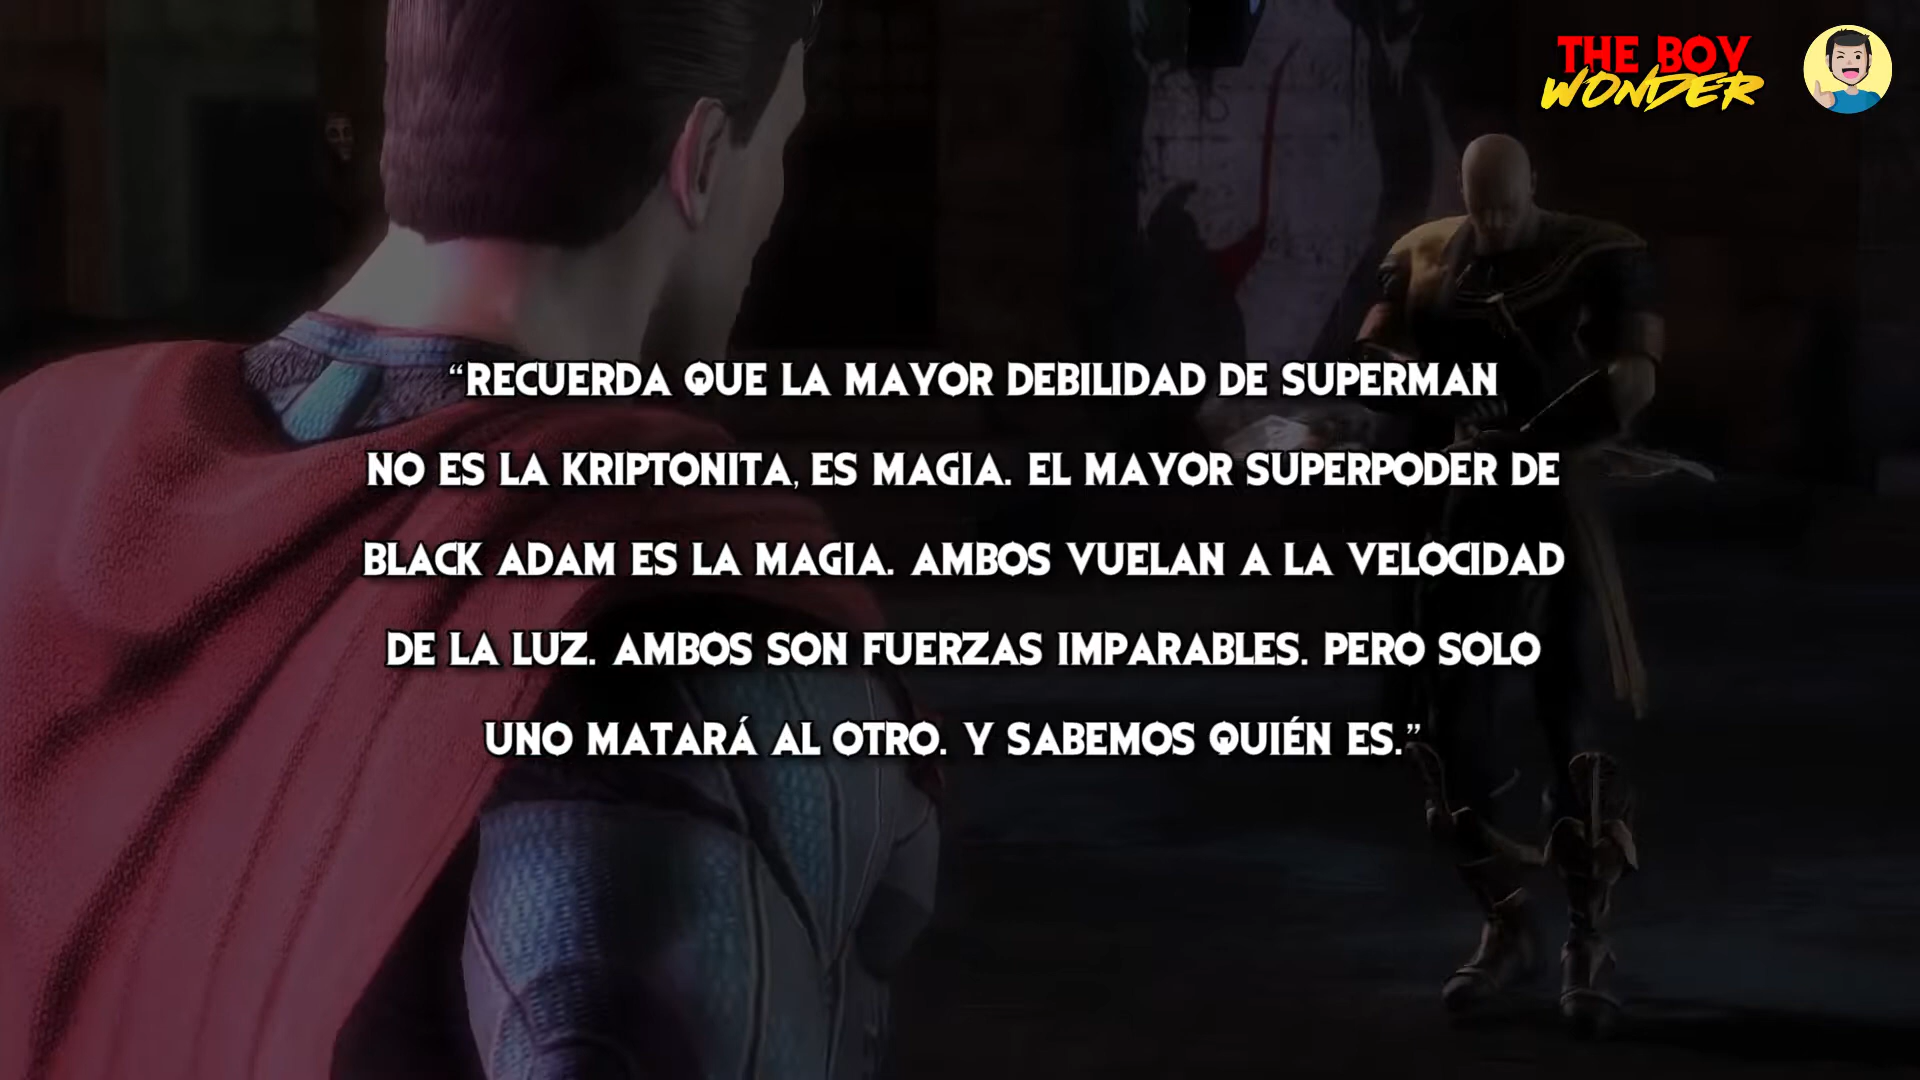 THE BOY
WONDER
“RECUERDA QUE LA MAYOR DEBILIDAD DE SUPERMAN
NO ES LA KRIPTONITA, ES MAGIA. EL MAYOR SUPERPODER DE
BLACK ADAM ES LA MAGIA. AMBOS VUELAN A LA VELOCIDAD
DE LA LUZ. AMBOS SON FUERZAS IMPARABLES. PERO SOLO
UNO MATARÁ AL OTRO. Y SABEMOS QUIÉN ES.”